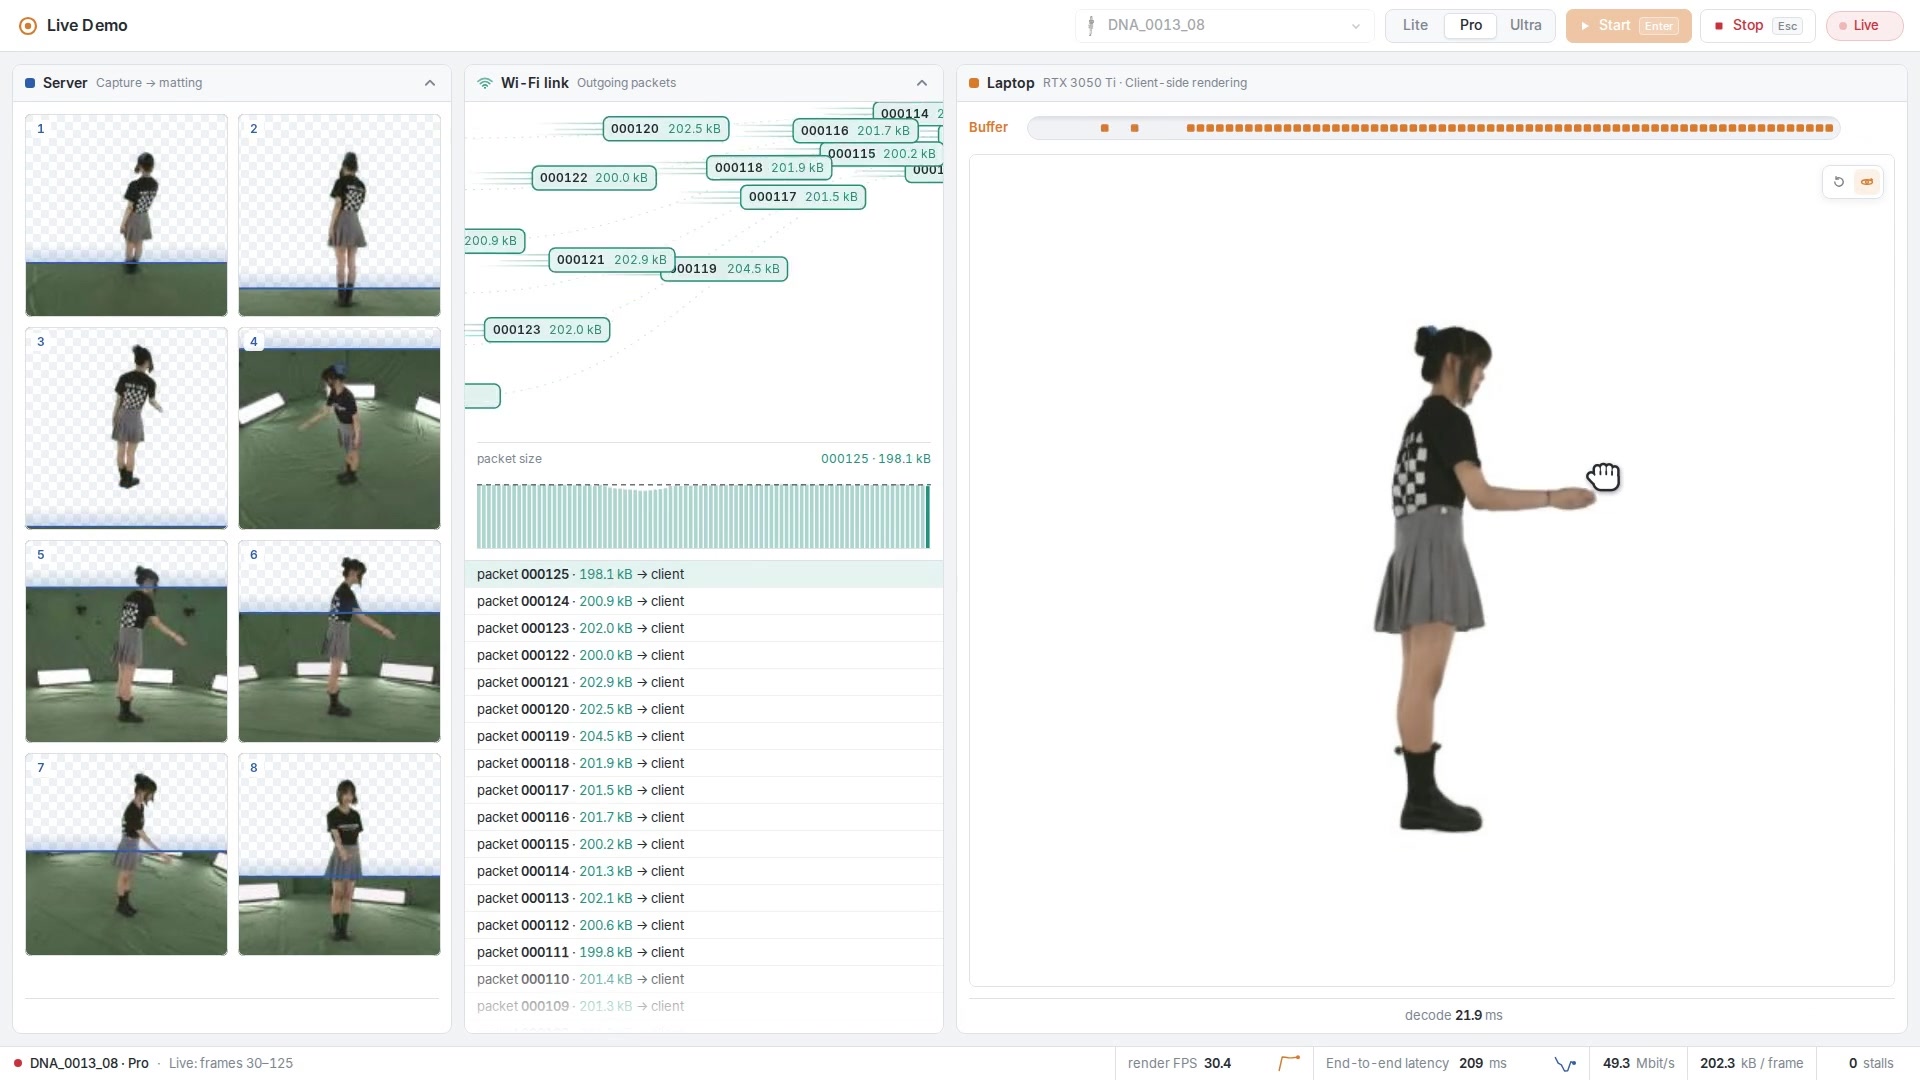 Live Demo
DNA_0013_08
Lite Pro Ultra
Start Enter
Stop Esc
Live
Server Capture → matting
1
2
3
4
5
6
7
8
Wi-Fi link Outgoing packets
000114
000120 202.5 kB
000116 201.7 kB
000115 200.2 kB
000118 201.9 kB
000122 200.0 kB
000117 201.5 kB
200.9 kB
000121 202.9 kB
000119 204.5 kB
000123 202.0 kB
packet size 000125 · 198.1 kB
packet 000125 · 198.1 kB → client
packet 000124 · 200.9 kB → client
packet 000123 · 202.0 kB → client
packet 000122 · 200.0 kB → client
packet 000121 · 202.9 kB → client
packet 000120 · 202.5 kB → client
packet 000119 · 204.5 kB → client
packet 000118 · 201.9 kB → client
packet 000117 · 201.5 kB → client
packet 000116 · 201.7 kB → client
packet 000115 · 200.2 kB → client
packet 000114 · 201.3 kB → client
packet 000113 · 202.1 kB → client
packet 000112 · 200.6 kB → client
packet 000111 · 199.8 kB → client
packet 000110 · 201.4 kB → client
packet 000109 · 201.3 kB → client
Laptop RTX 3050 Ti · Client-side rendering
Buffer
decode 21.9 ms
DNA_0013_08 · Pro · Live: frames 30–125
render FPS 30.4
End-to-end latency 209 ms
49.3 Mbit/s
202.3 kB / frame
0 stalls